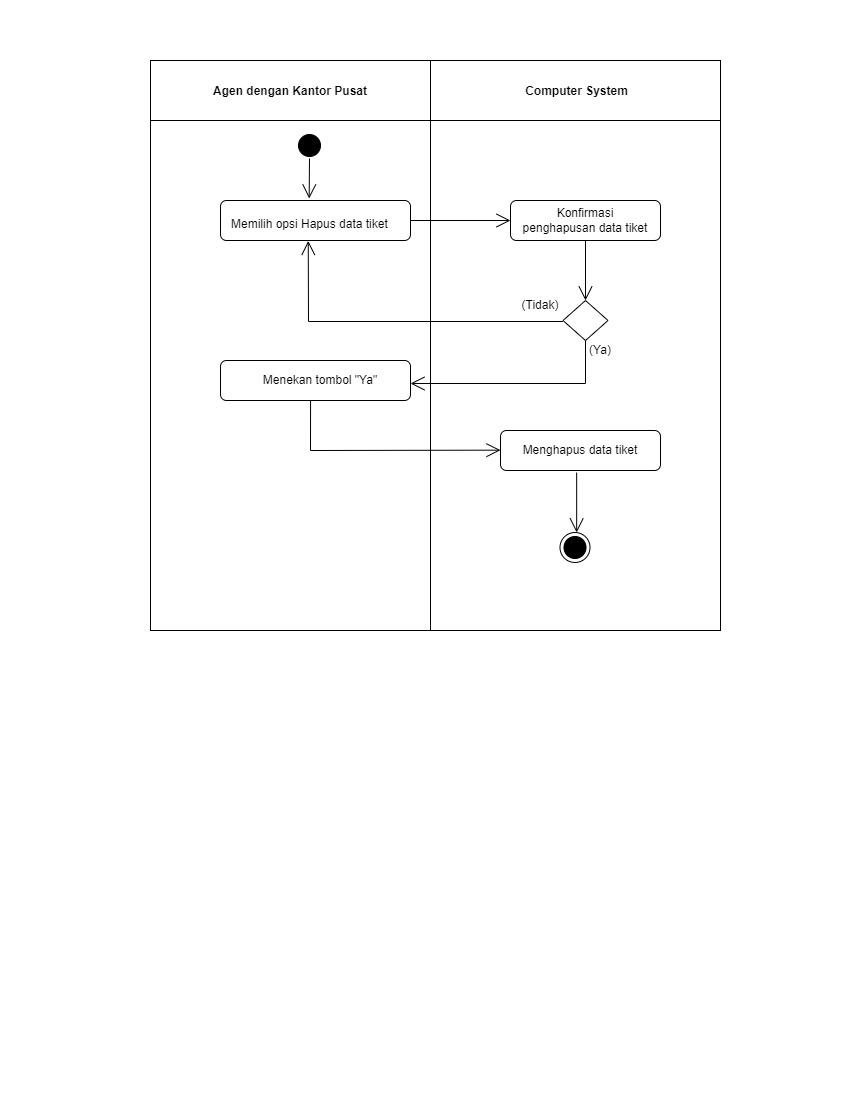 Agen dengan Kantor Pusat
Computer System
Memilih opsi Hapus data tiket
Konfirmasi
penghapusan data tiket
(Tidak)
(Ya)
Menekan tombol "Ya"
Menghapus data tiket